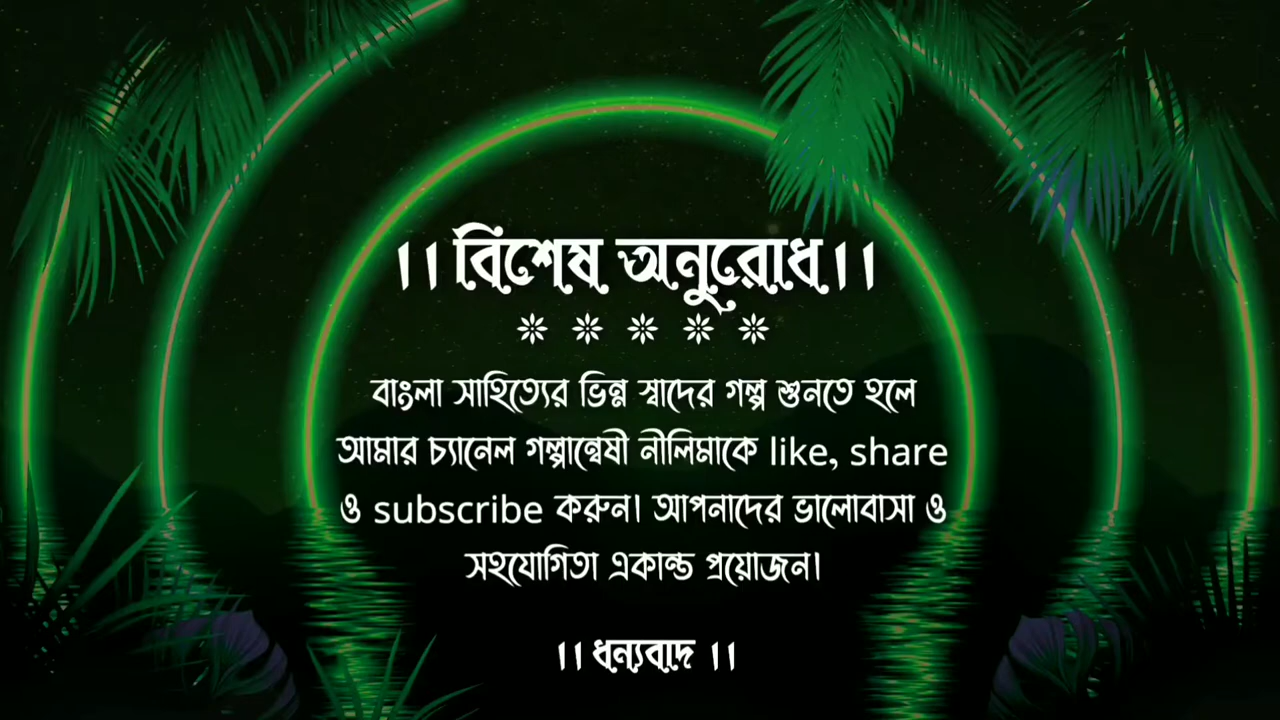 ।। বিশেষ অনুরোধ।।
বাংলা সাহিত্যের ভিন্ন স্বাদের গল্প শুনতে হলে
আমার চ্যানেল গল্পান্বেষী নীলিমাকে like, share
ও subscribe করুন। আপনাদের ভালোবাসা ও
সহযোগিতা একান্ত প্রয়োজন।
।। ধন্যবাদ ।।